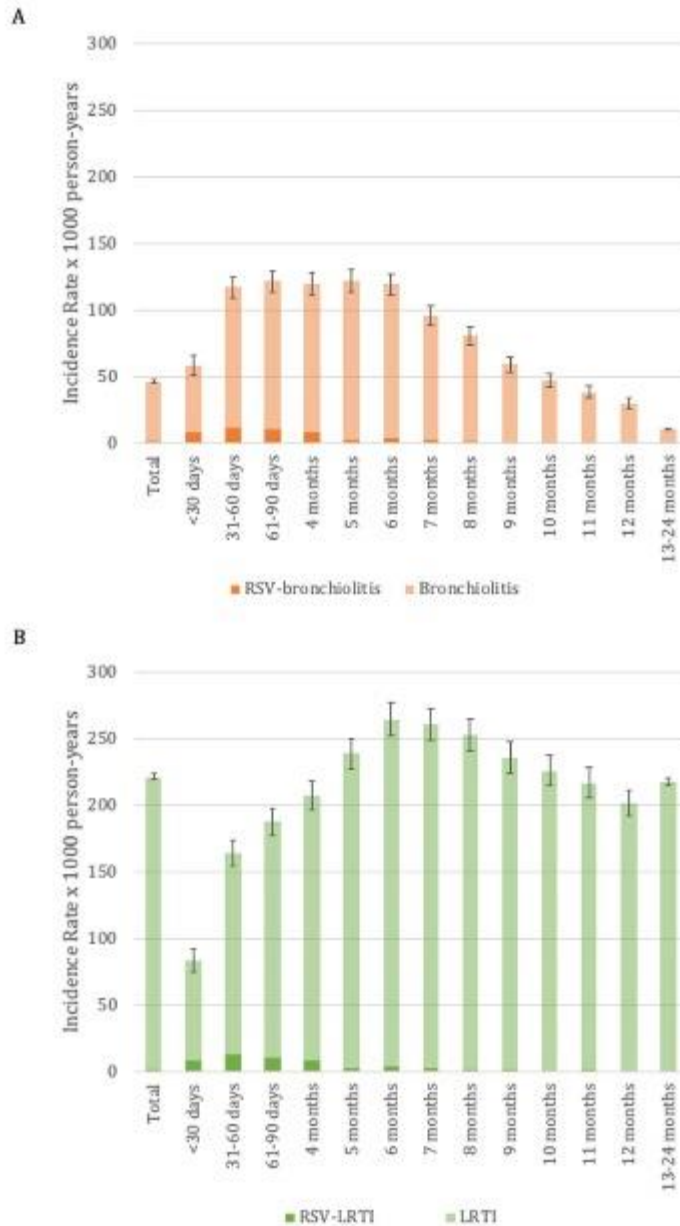 A
300
250
200
150
100
50
0
Incidence Rate x 1000 person-years
Total
<30 days
31-60 days
61-90 days
4 months
5 months
6 months
7 months
8 months
9 months
10 months
11 months
12 months
13-24 months
RSV-bronchiolitis Bronchiolitis
B
300
250
200
150
100
50
0
Incidence Rate x 1000 person-years
Total
<30 days
31-60 days
61-90 days
4 months
5 months
6 months
7 months
8 months
9 months
10 months
11 months
12 months
13-24 months
RSV-LRTI LRTI